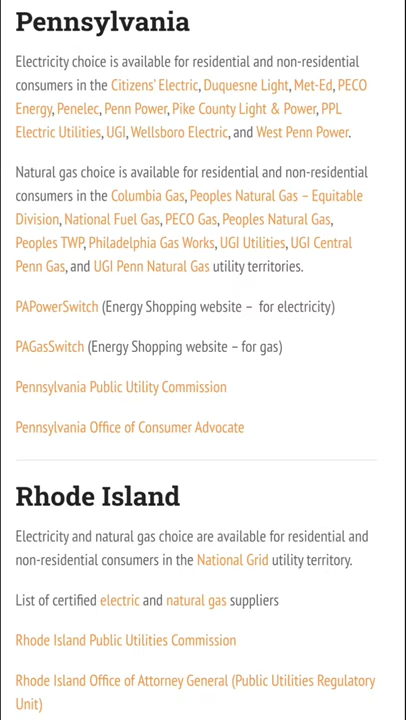 Pennsylvania
Electricity choice is available for residential and non-residential
consumers in the Citizens' Electric, Duquesne Light, Met-Ed, PECO
Energy, Penelec, Penn Power, Pike County Light & Power, PPL
Electric Utilities, UGI, Wellsboro Electric, and West Penn Power.
Natural gas choice is available for residential and non-residential
consumers in the Columbia Gas, Peoples Natural Gas – Equitable
Division, National Fuel Gas, PECO Gas, Peoples Natural Gas,
Peoples TWP, Philadelphia Gas Works, UGI Utilities, UGI Central
Penn Gas, and UGI Penn Natural Gas utility territories.
PAPowerSwitch (Energy Shopping website – for electricity)
PAGasSwitch (Energy Shopping website – for gas)
Pennsylvania Public Utility Commission
Pennsylvania Office of Consumer Advocate
Rhode Island
Electricity and natural gas choice are available for residential and
non-residential consumers in the National Grid utility territory.
List of certified electric and natural gas suppliers
Rhode Island Public Utilities Commission
Rhode Island Office of Attorney General (Public Utilities Regulatory
Unit)